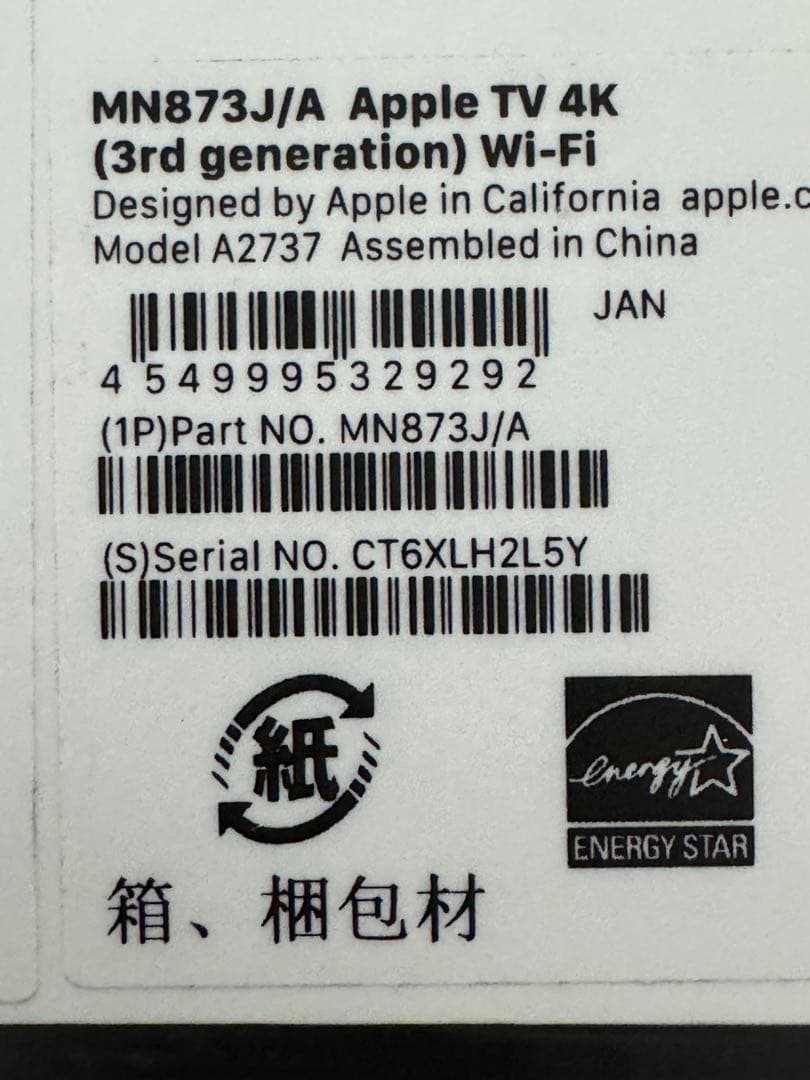 MN873J/A Apple TV 4K
(3rd generation) Wi-Fi
Designed by Apple in California apple.c
Model A2737 Assembled in China
JAN
4 549995 329292
(1P)Part NO. MN873J/A
(S)Serial NO. CT6XLH2L5Y
紙
energy
ENERGY STAR
箱、梱包材